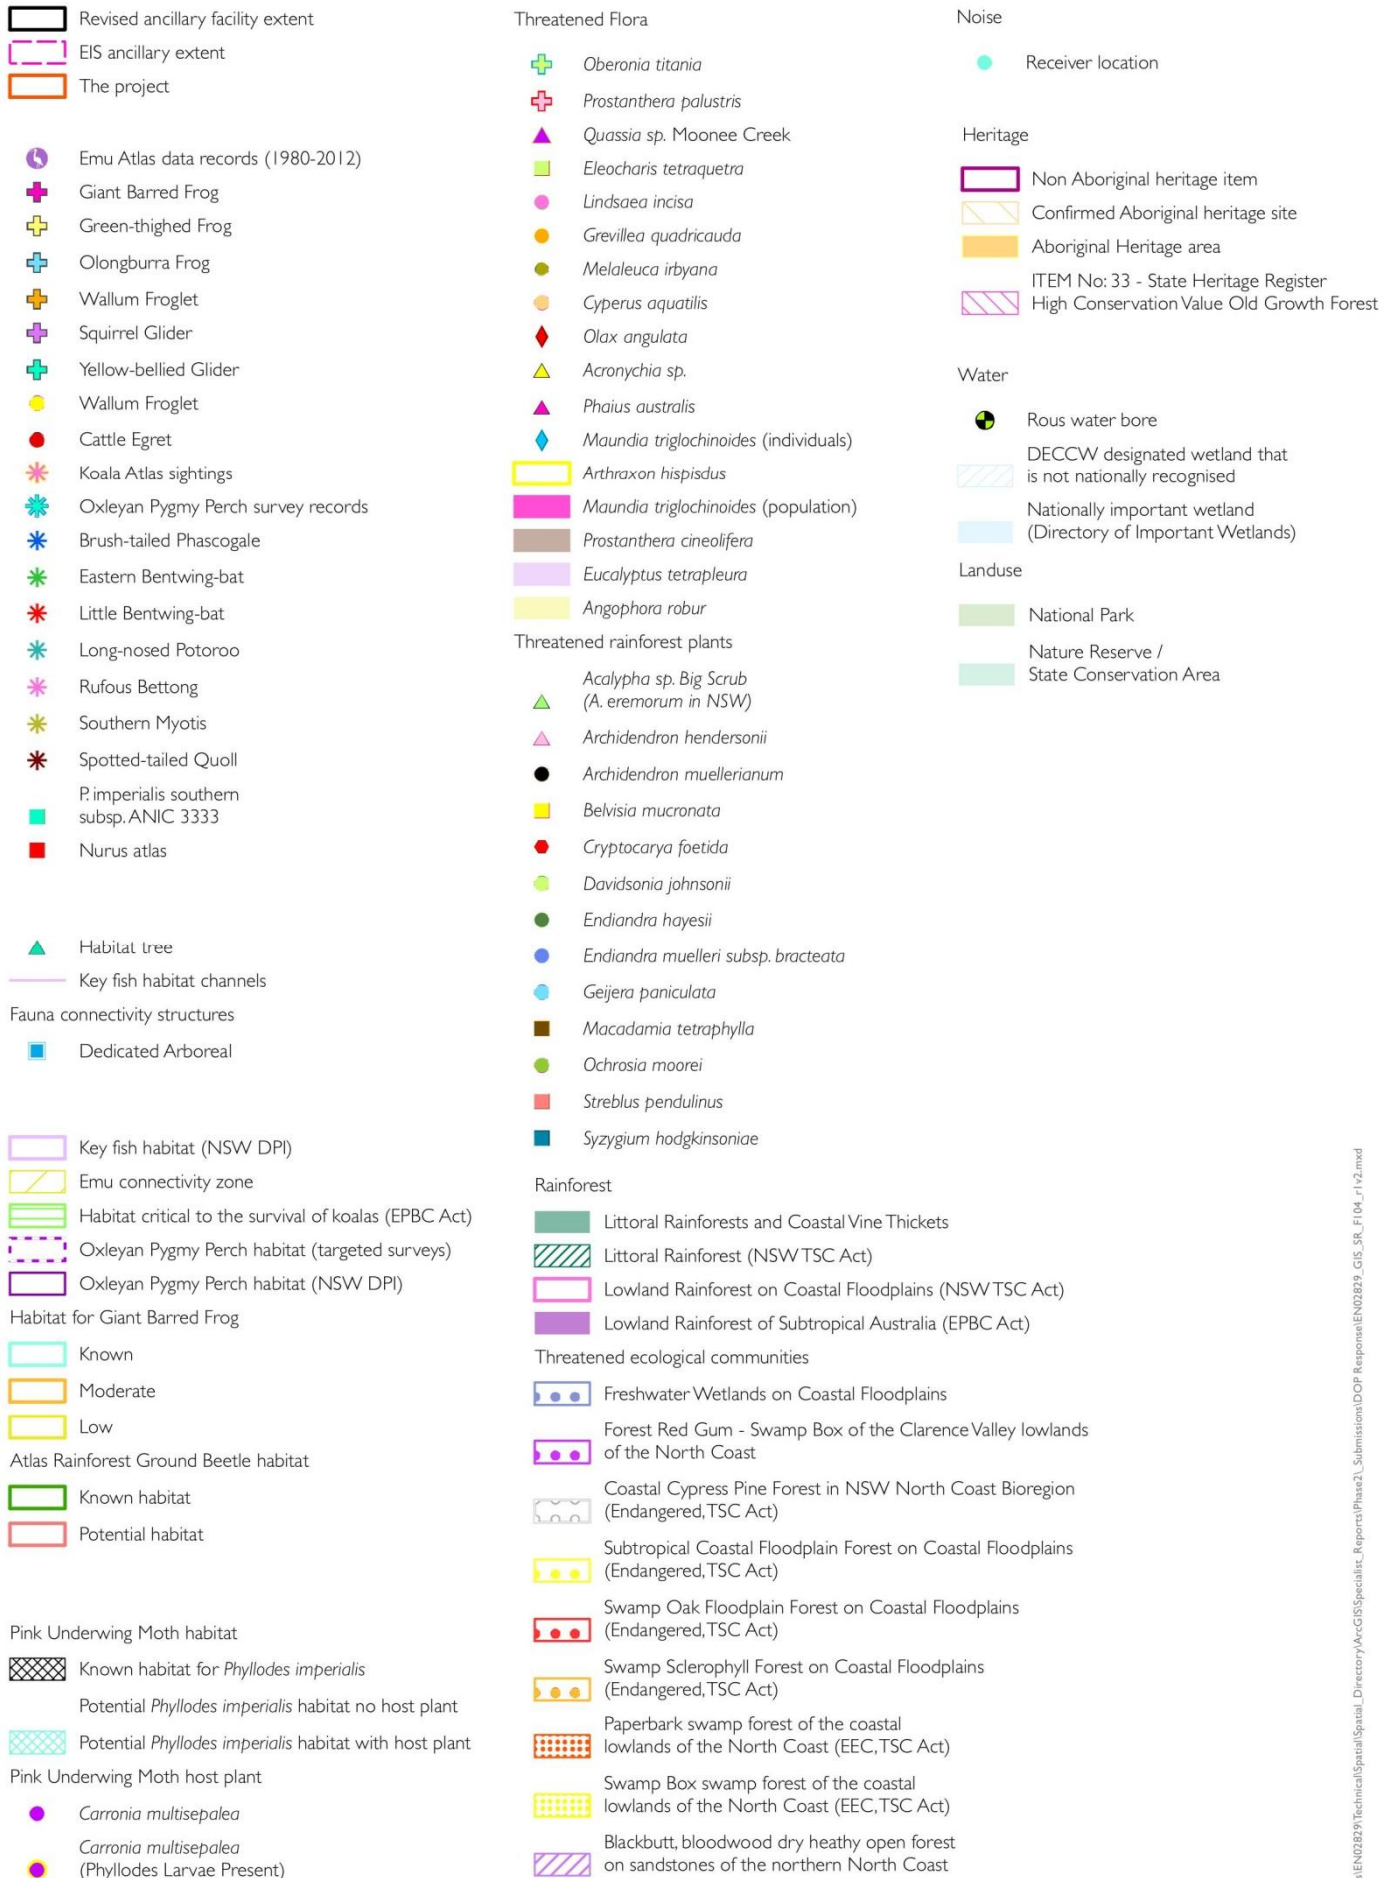 Revised ancillary facility extent
EIS ancillary extent
The project
Emu Atlas data records (1980-2012)
Giant Barred Frog
Green-thighed Frog
Olongburra Frog
Wallum Froglet
Squirrel Glider
Yellow-bellied Glider
Wallum Froglet
Cattle Egret
Koala Atlas sightings
Oxleyan Pygmy Perch survey records
Brush-tailed Phascogale
Eastern Bentwing-bat
Little Bentwing-bat
Long-nosed Potoroo
Rufous Bettong
Southern Myotis
Spotted-tailed Quoll
P. imperialis southern
subsp. ANIC 3333
Nurus atlas
Habitat tree
Key fish habitat channels
Fauna connectivity structures
Dedicated Arboreal
Key fish habitat (NSW DPI)
Emu connectivity zone
Habitat critical to the survival of koalas (EPBC Act)
Oxleyan Pygmy Perch habitat (targeted surveys)
Oxleyan Pygmy Perch habitat (NSW DPI)
Habitat for Giant Barred Frog
Known
Moderate
Low
Atlas Rainforest Ground Beetle habitat
Known habitat
Potential habitat
Pink Underwing Moth habitat
Known habitat for Phyllodes imperialis
Potential Phyllodes imperialis habitat no host plant
Potential Phyllodes imperialis habitat with host plant
Pink Underwing Moth host plant
Carronia multisepalea
Carronia multisepalea
(Phyllodes Larvae Present)
Threatened Flora
Oberonia titania
Prostanthera palustris
Quassia sp. Moonee Creek
Eleocharis tetraquetra
Lindsaea incisa
Grevillea quadricauda
Melaleuca irbyana
Cyperus aquatilis
Olax angulata
Acronychia sp.
Phaius australis
Maundia triglochinoides (individuals)
Arthraxon hispisdus
Maundia triglochinoides (population)
Prostanthera cineolifera
Eucalyptus tetrapleura
Angophora robur
Threatened rainforest plants
Acalypha sp. Big Scrub
(A. eremorum in NSW)
Archidendron hendersonii
Archidendron muellerianum
Belvisia mucronata
Cryptocarya foetida
Davidsonia johnsonii
Endiandra hayesii
Endiandra muelleri subsp. bracteata
Geijera paniculata
Macadamia tetraphylla
Ochrosia moorei
Streblus pendulinus
Syzygium hodgkinsoniae
Rainforest
Littoral Rainforests and Coastal Vine Thickets
Littoral Rainforest (NSW TSC Act)
Lowland Rainforest on Coastal Floodplains (NSW TSC Act)
Lowland Rainforest of Subtropical Australia (EPBC Act)
Threatened ecological communities
Freshwater Wetlands on Coastal Floodplains
Forest Red Gum - Swamp Box of the Clarence Valley lowlands
of the North Coast
Coastal Cypress Pine Forest in NSW North Coast Bioregion
(Endangered, TSC Act)
Subtropical Coastal Floodplain Forest on Coastal Floodplains
(Endangered, TSC Act)
Swamp Oak Floodplain Forest on Coastal Floodplains
(Endangered, TSC Act)
Swamp Sclerophyll Forest on Coastal Floodplains
(Endangered, TSC Act)
Paperbark swamp forest of the coastal
lowlands of the North Coast (EEC, TSC Act)
Swamp Box swamp forest of the coastal
lowlands of the North Coast (EEC, TSC Act)
Blackbutt, bloodwood dry heathy open forest
on sandstones of the northern North Coast
Noise
Receiver location
Heritage
Non Aboriginal heritage item
Confirmed Aboriginal heritage site
Aboriginal Heritage area
ITEM No: 33 - State Heritage Register
High Conservation Value Old Growth Forest
Water
Rous water bore
DECCW designated wetland that
is not nationally recognised
Nationally important wetland
(Directory of Important Wetlands)
Landuse
National Park
Nature Reserve /
State Conservation Area
s\EN02829\Technical\Spatial\Spatial_Directory\ArcGIS\Specialist_Reports\Phase2\_Submissions\DOP Response\EN02829_GIS_SR_F104_r1v2.mxd